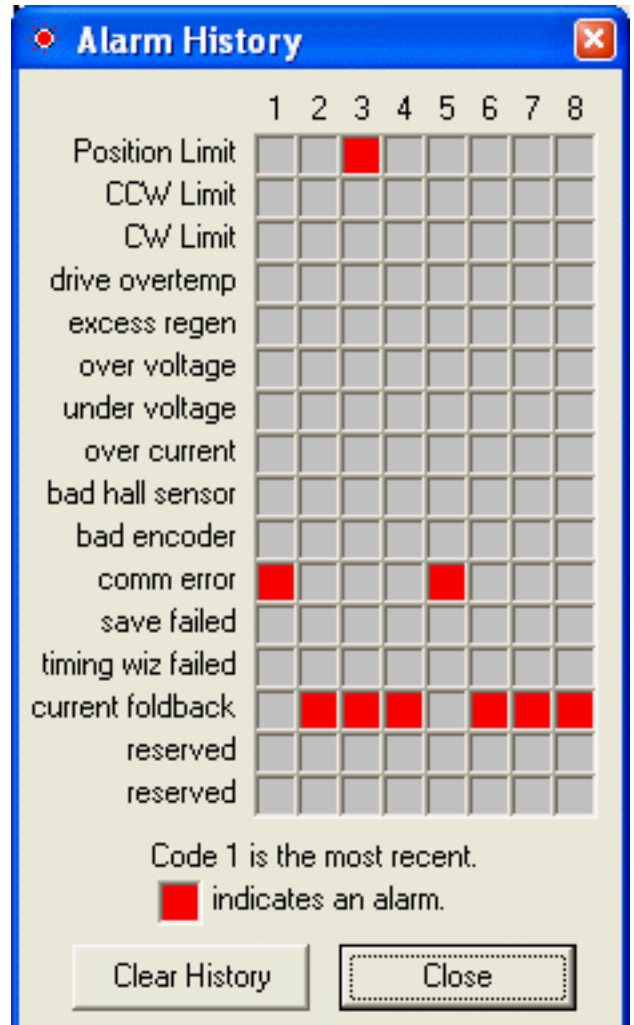 Alarm History
1 2 3 4 5 6 7 8
Position Limit
CCW Limit
CW Limit
drive overtemp
excess regen
over voltage
under voltage
over current
bad hall sensor
bad encoder
comm error
save failed
timing wiz failed
current foldback
reserved
reserved
Code 1 is the most recent.
indicates an alarm.
Clear History Close